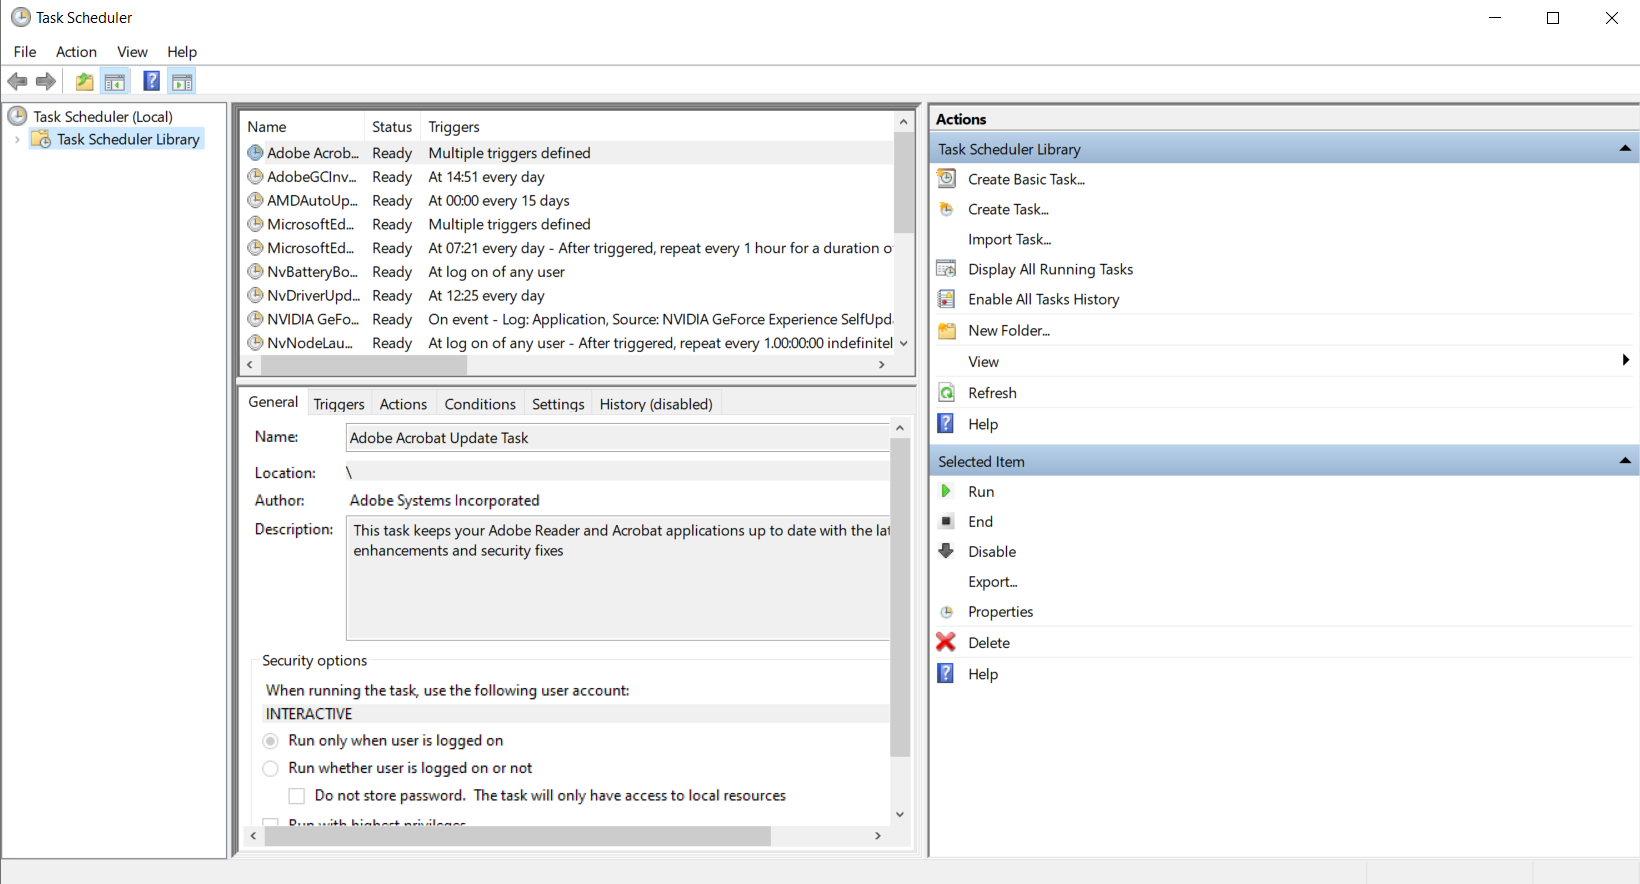 Task Scheduler
File Action View Help
Task Scheduler (Local)
Task Scheduler Library
Name Status Triggers
Adobe Acrob... Ready Multiple triggers defined
AdobeGCInv... Ready At 14:51 every day
AMDAutoUp... Ready At 00:00 every 15 days
MicrosoftEd... Ready Multiple triggers defined
MicrosoftEd... Ready At 07:21 every day - After triggered, repeat every 1 hour for a duration o
NvBatteryBo... Ready At log on of any user
NvDriverUpd... Ready At 12:25 every day
NVIDIA GeFo... Ready On event - Log: Application, Source: NVIDIA GeForce Experience SelfUpd
NvNodeLau... Ready At log on of any user - After triggered, repeat every 1.00:00:00 indefinitel
General Triggers Actions Conditions Settings History (disabled)
Name: Adobe Acrobat Update Task
Location: \
Author: Adobe Systems Incorporated
Description: This task keeps your Adobe Reader and Acrobat applications up to date with the lat
enhancements and security fixes
Security options
When running the task, use the following user account:
INTERACTIVE
Run only when user is logged on
Run whether user is logged on or not
Do not store password. The task will only have access to local resources
Run with highest privileges
Actions
Task Scheduler Library
Create Basic Task...
Create Task...
Import Task...
Display All Running Tasks
Enable All Tasks History
New Folder...
View
Refresh
Help
Selected Item
Run
End
Disable
Export...
Properties
Delete
Help